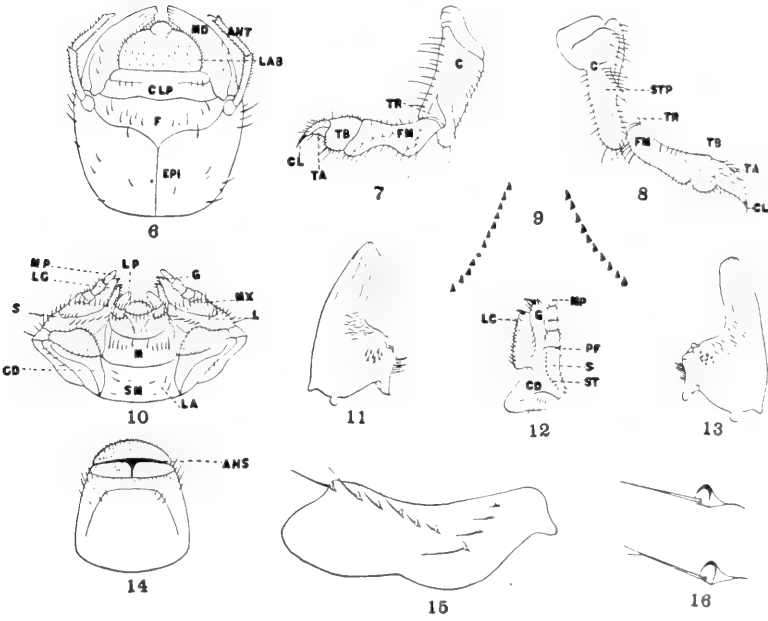 MD
ANT
LAB
CLP
F
EPI
6
C
TR
TB
FM
CL
TA
7
C
STP
TR
FM
TB
TA
CL
8
9
MP
LP
G
LG
MX
S
L
M
CD
SM
LA
10
11
MP
G
LG
PF
S
CD
ST
12
13
ANS
14
15
16